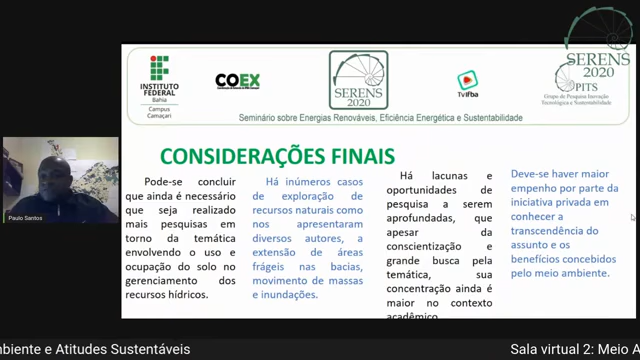 INSTITUTO
FEDERAL
Bahia
Campus
Camaçari
COEX
SERENS
2020
TVifba
SERENS
2020
PITS
Grupo de Pesquisa Inovação
Tecnológica e Sustentabilidade
Seminário sobre Energias Renováveis, Eficiência Energética e Sustentabilidade
CONSIDERAÇÕES FINAIS
Pode-se concluir
que ainda é necessário
que seja realizado
mais pesquisas em
torno da temática
envolvendo o uso e
ocupação do solo no
gerenciamento dos
recursos hídricos.
Há inúmeros casos
de exploração de
recursos naturais como
nos apresentaram
diversos autores, a
extensão de áreas
frágeis nas bacias,
movimento de massas
e inundações.
Há lacunas e
oportunidades de
pesquisa a serem
aprofundadas, que
apesar da
conscientização e
grande busca pela
temática, sua
concentração ainda é
maior no contexto
acadêmico.
Deve-se haver maior
empenho por parte da
iniciativa privada em
conhecer a
transcendência do
assunto e os
benefícios concebidos
pelo meio ambiente.
Paulo Santos
mbiente e Atitudes Sustentáveis
Sala virtual 2: Meio A